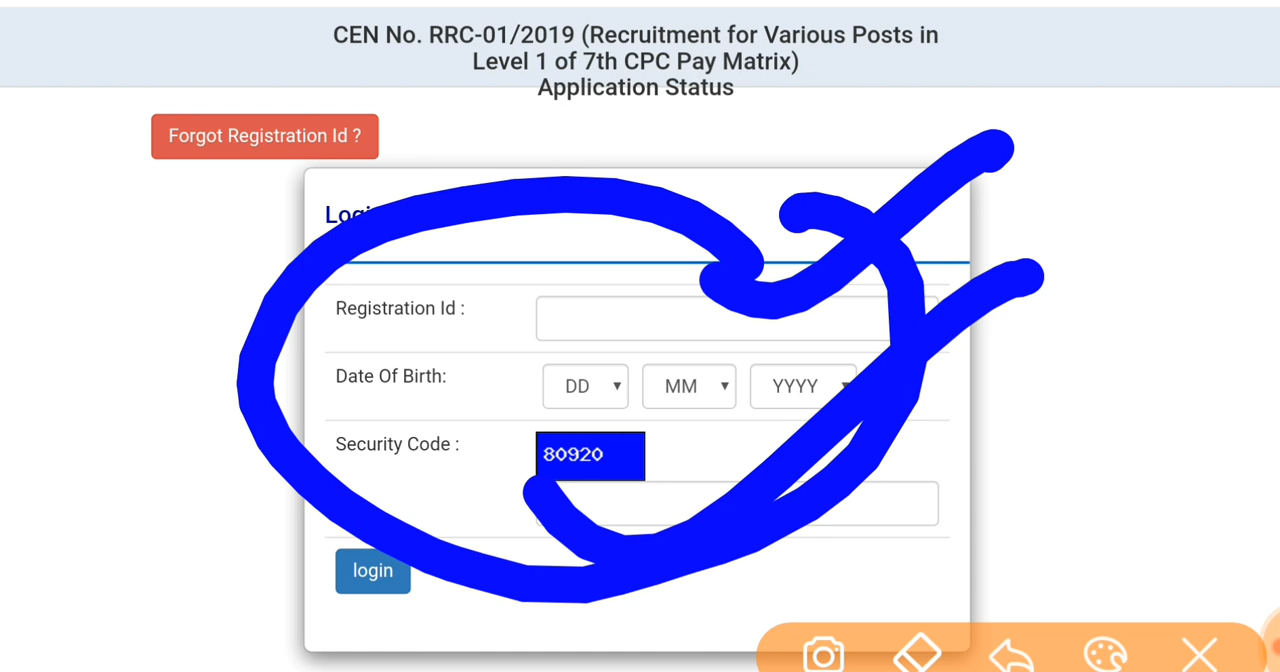 CEN No. RRC-01/2019 (Recruitment for Various Posts in
Level 1 of 7th CPC Pay Matrix)
Application Status
Forgot Registration Id ?
Registration Id :
Date Of Birth:
DD MM YYYY
Security Code :
80920
login